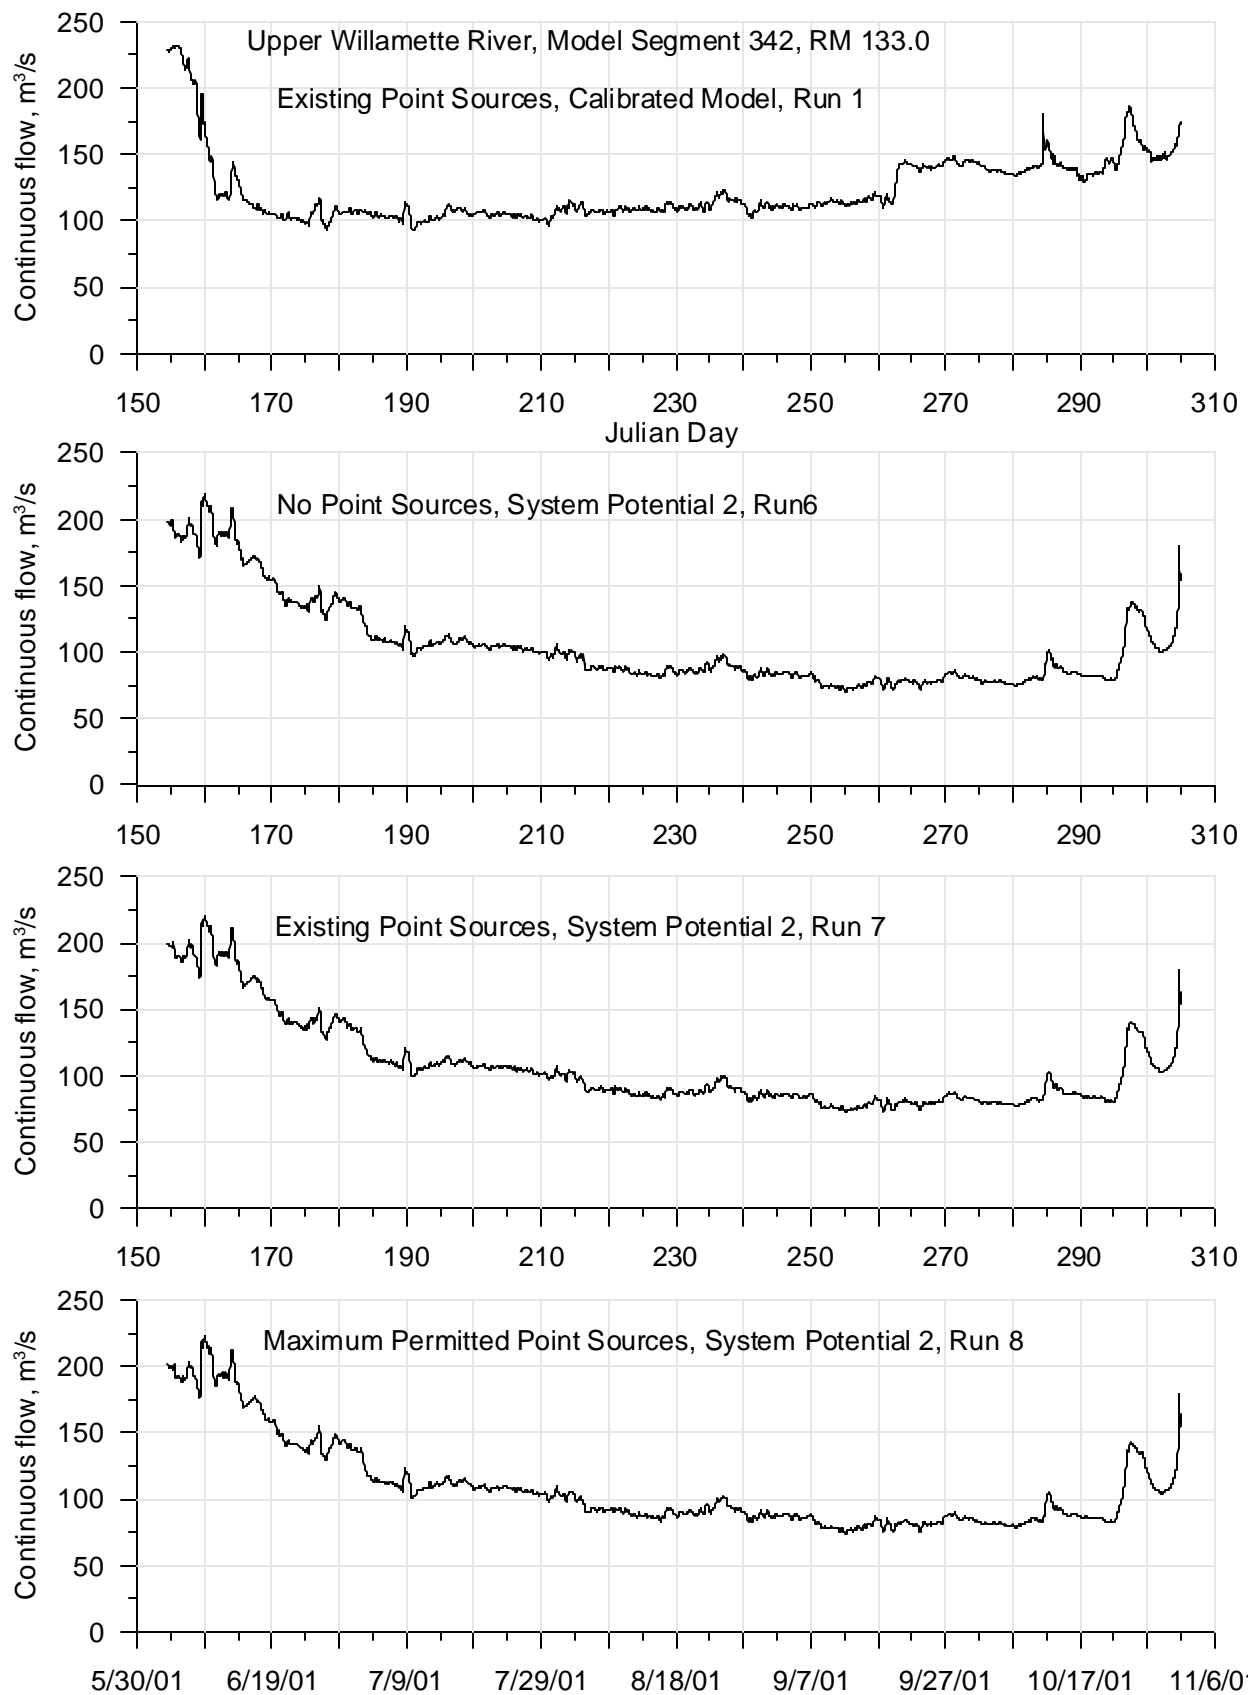 250
Upper Willamette River, Model Segment 342, RM 133.0
200
Existing Point Sources, Calibrated Model, Run 1
150
100
50
0
Continuous flow, m³/s
150 170 190 210 230 250 270 290 310
Julian Day
250
No Point Sources, System Potential 2, Run6
200
150
100
50
0
Continuous flow, m³/s
150 170 190 210 230 250 270 290 310
250
Existing Point Sources, System Potential 2, Run 7
200
150
100
50
0
Continuous flow, m³/s
150 170 190 210 230 250 270 290 310
250
Maximum Permitted Point Sources, System Potential 2, Run 8
200
150
100
50
0
Continuous flow, m³/s
5/30/01 6/19/01 7/9/01 7/29/01 8/18/01 9/7/01 9/27/01 10/17/01 11/6/0